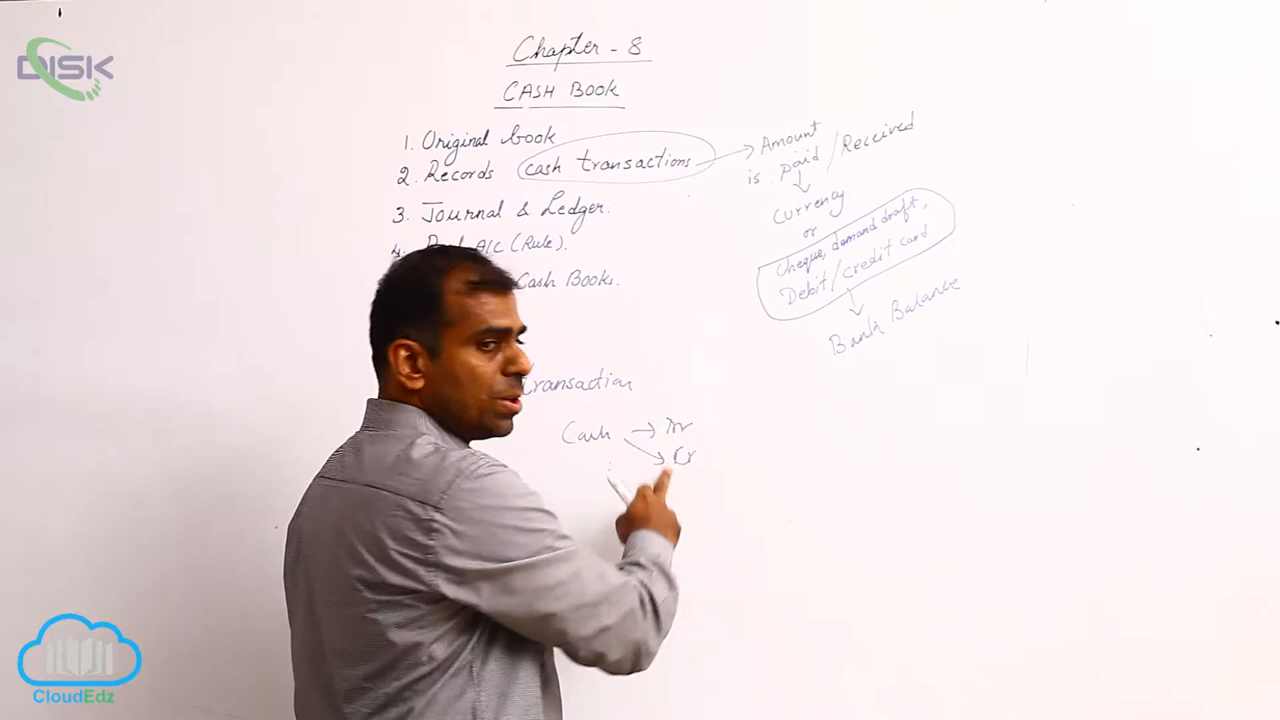 DISK
Chapter - 8
CASH BOOK
1. Original book
2. Records cash transactions
3. Journal & Ledger.
A/C (Rule).
Cash Books.
Amount
is paid / Received
Currency
or
Cheque, demand draft,
Debit / credit card
Bank Balance
transaction
Cash → Dr
Cr
CloudEdz